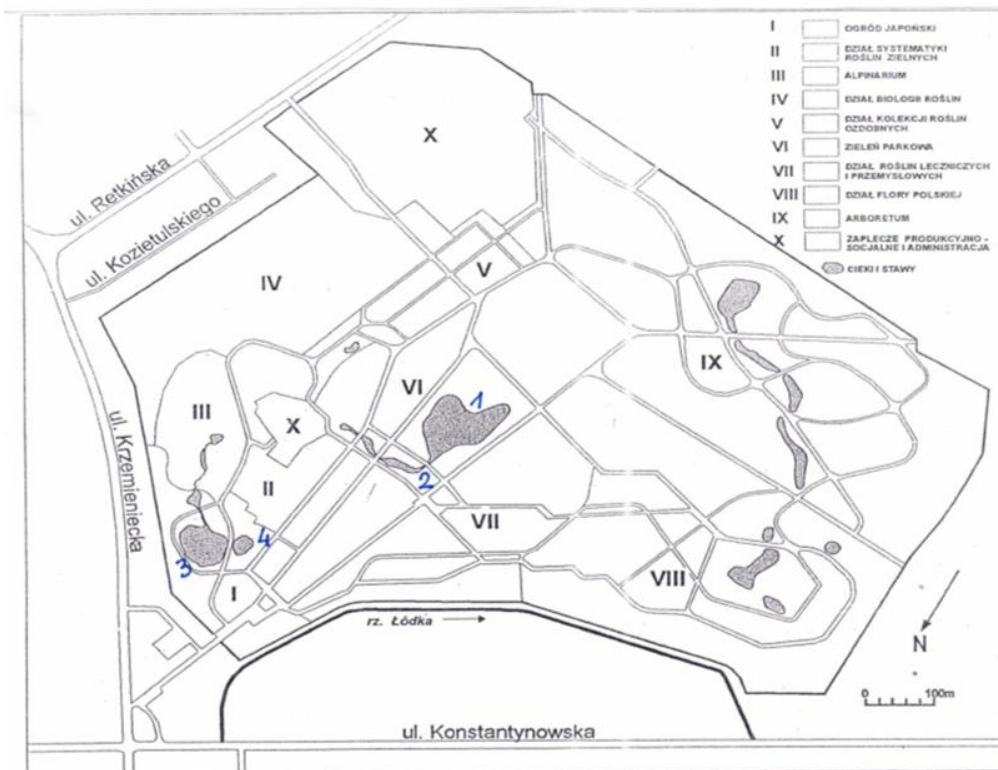 I OGRÓD JAPOŃSKI
II DZIAŁ SYSTEMATYKI
ROŚLIN ZIELNYCH
III ALPINARIUM
IV DZIAŁ BIOLOGII ROŚLIN
V DZIAŁ KOLEKCJI ROŚLIN
OZDOBNYCH
VI ZIELEŃ PARKOWA
VII DZIAŁ ROŚLIN LECZNICZYCH
I PRZEMYSŁOWYCH
VIII DZIAŁ FLORY POLSKIEJ
IX ARBORETUM
X ZAPLECZE PRODUKCYJNO -
SOCJALNE I ADMINISTRACJA
CIEKI I STAWY
X
ul. Retkińska
ul. Kozietulskiego
IV
V
IX
VI
1
III
X
2
II
ul. Krzemieniecka
VII
4
3
VIII
I
rz. Łódka
N
0 100m
ul. Konstantynowska